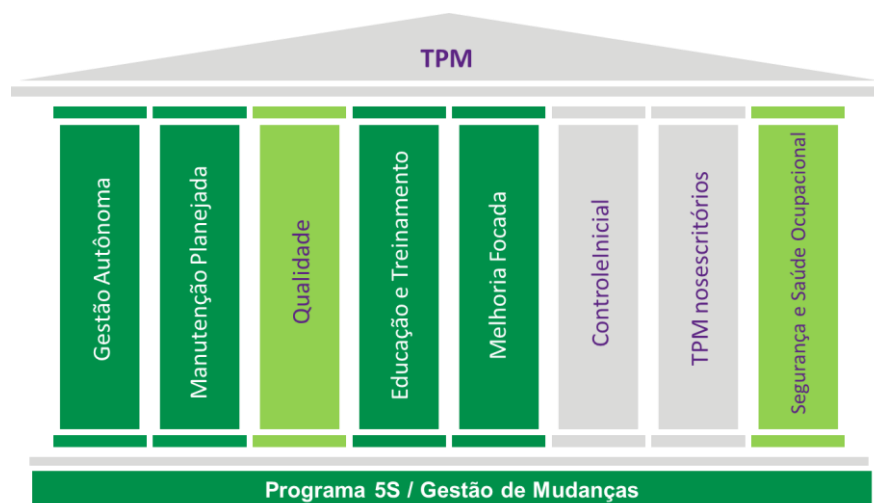 TPM
Gestão Autônoma
Manutenção Planejada
Qualidade
Educação e Treinamento
Melhoria Focada
ControleInicial
TPM nosescritórios
Segurança e Saúde Ocupacional
Programa 5S / Gestão de Mudanças